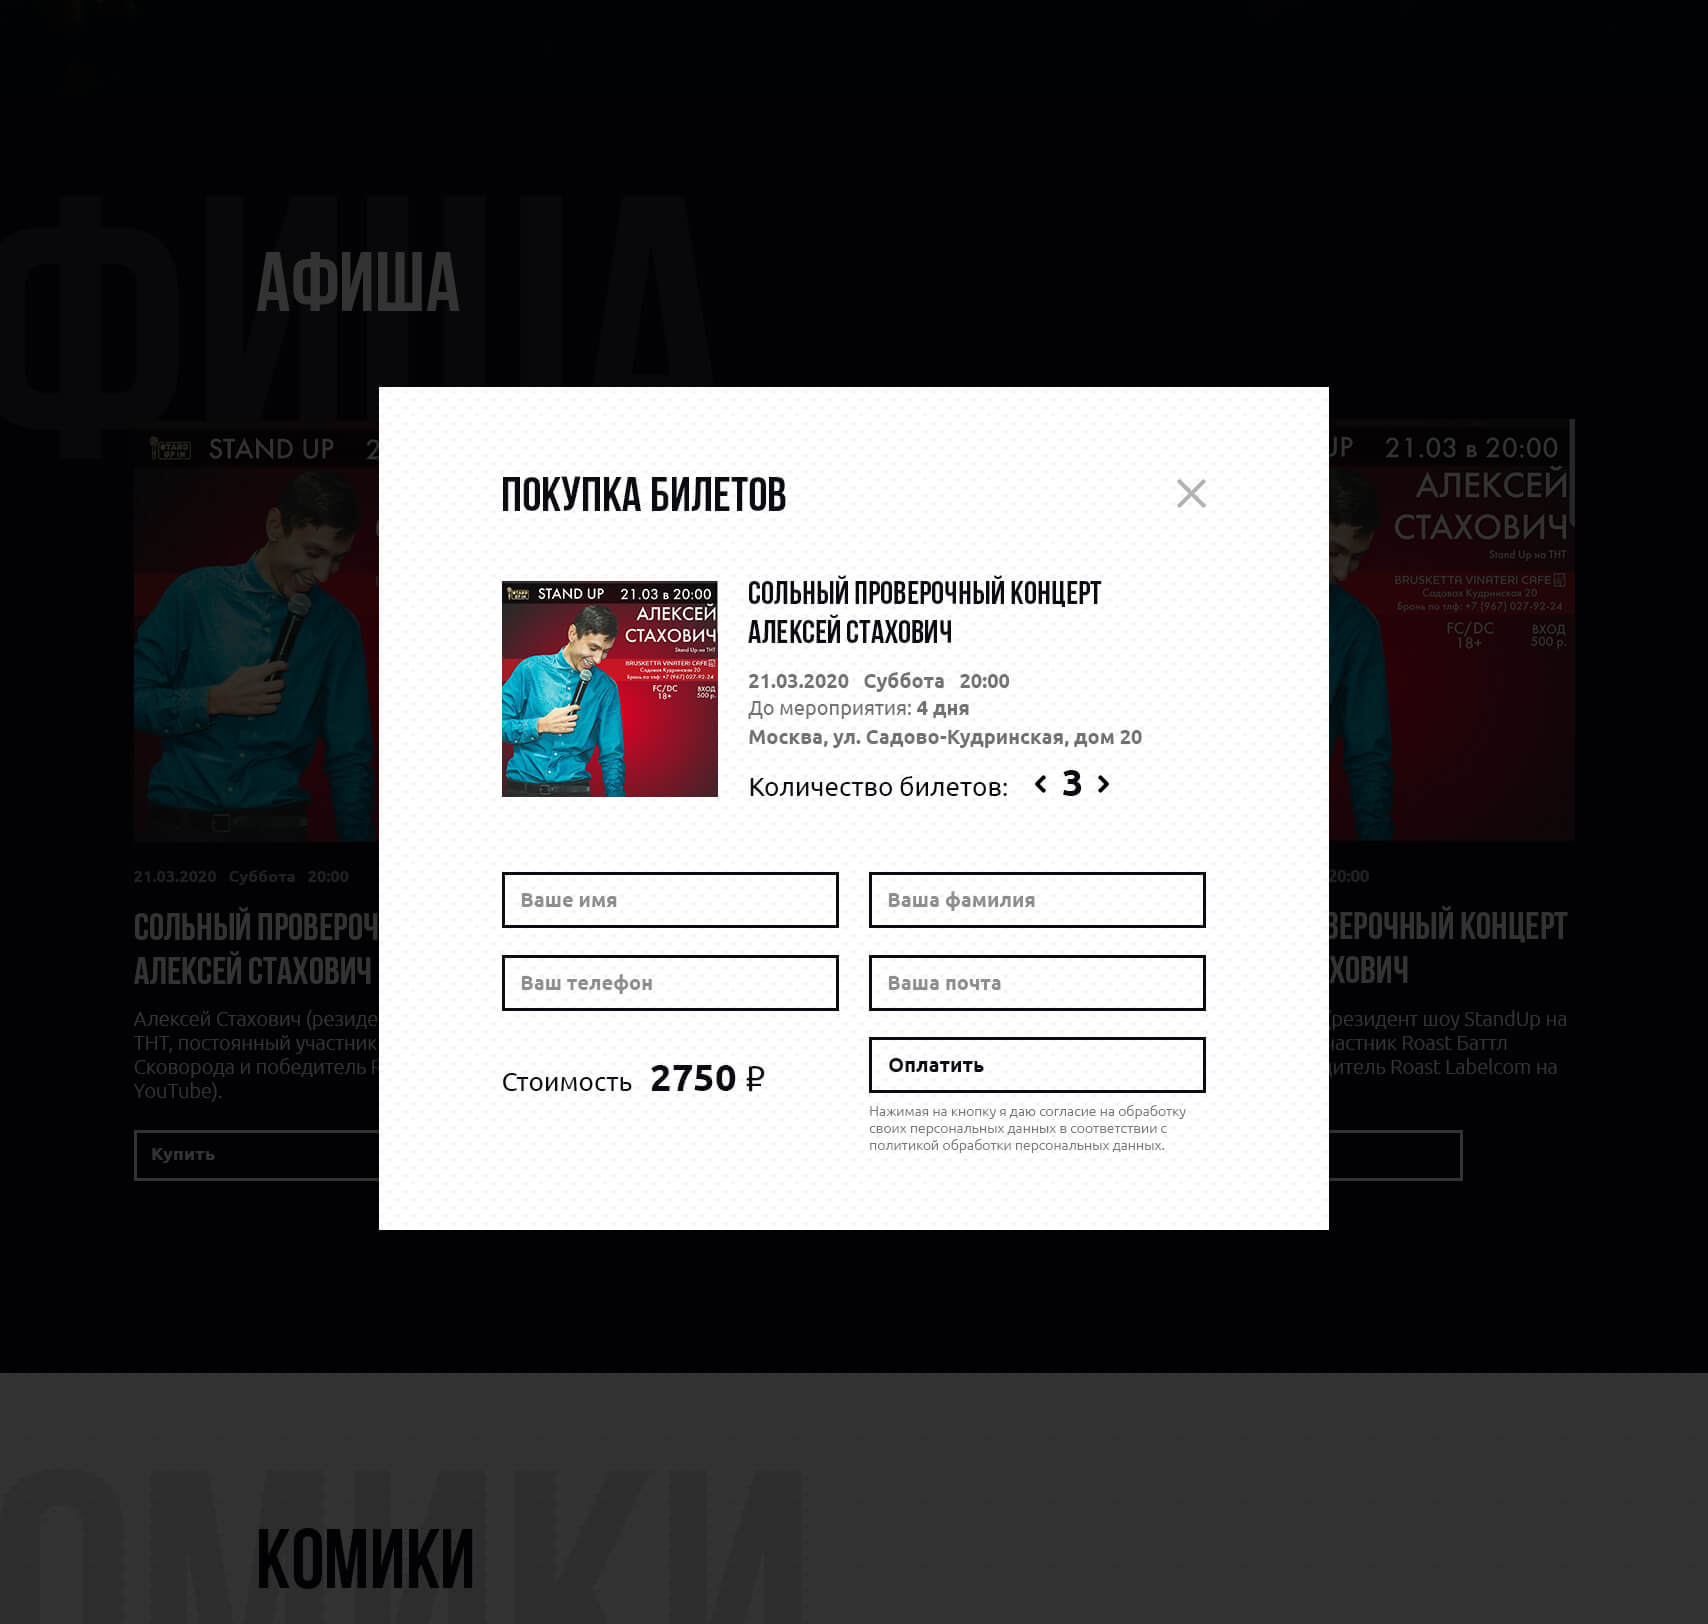 ФИША
АФИША
STAND UP IN
STAND UP 2
UP 21.03 в 20:00
АЛЕКСЕЙ
СТАХОВИЧ
Stand Up на ТНТ
BRUSKETTA VINATERI CAFE
Садовая Кудринская 20
Бронь по тлф: +7 (967) 027-92-24
FC/DC
18+
ВХОД
500 р.
ПОКУПКА БИЛЕТОВ
STAND UP IN
STAND UP 21.03 в 20:00
АЛЕКСЕЙ
СТАХОВИЧ
Stand Up на ТНТ
BRUSKETTA VINATERI CAFE
Садовая Кудринская 20
Бронь по тлф: +7 (967) 027-92-24
FC/DC
18+
ВХОД
500 р.
СОЛЬНЫЙ ПРОВЕРОЧНЫЙ КОНЦЕРТ
АЛЕКСЕЙ СТАХОВИЧ
21.03.2020 Суббота 20:00
До мероприятия: 4 дня
Москва, ул. Садово-Кудринская, дом 20
Количество билетов: 3
Ваше имя
Ваша фамилия
Ваш телефон
Ваша почта
Стоимость 2750 ₽
Оплатить
Нажимая на кнопку я даю согласие на обработку
своих персональных данных в соответствии с
политикой обработки персональных данных.
21.03.2020 Суббота 20:00
СОЛЬНЫЙ ПРОВЕРОЧ
АЛЕКСЕЙ СТАХОВИЧ
Алексей Стахович (резиде
ТНТ, постоянный участник
Сковорода и победитель R
YouTube).
Купить
20:00
ВЕРОЧНЫЙ КОНЦЕРТ
ХОВИЧ
(резидент шоу StandUp на
частник Roast Баттл
дитель Roast Labelcom на
ОМИКИ
КОМИКИ